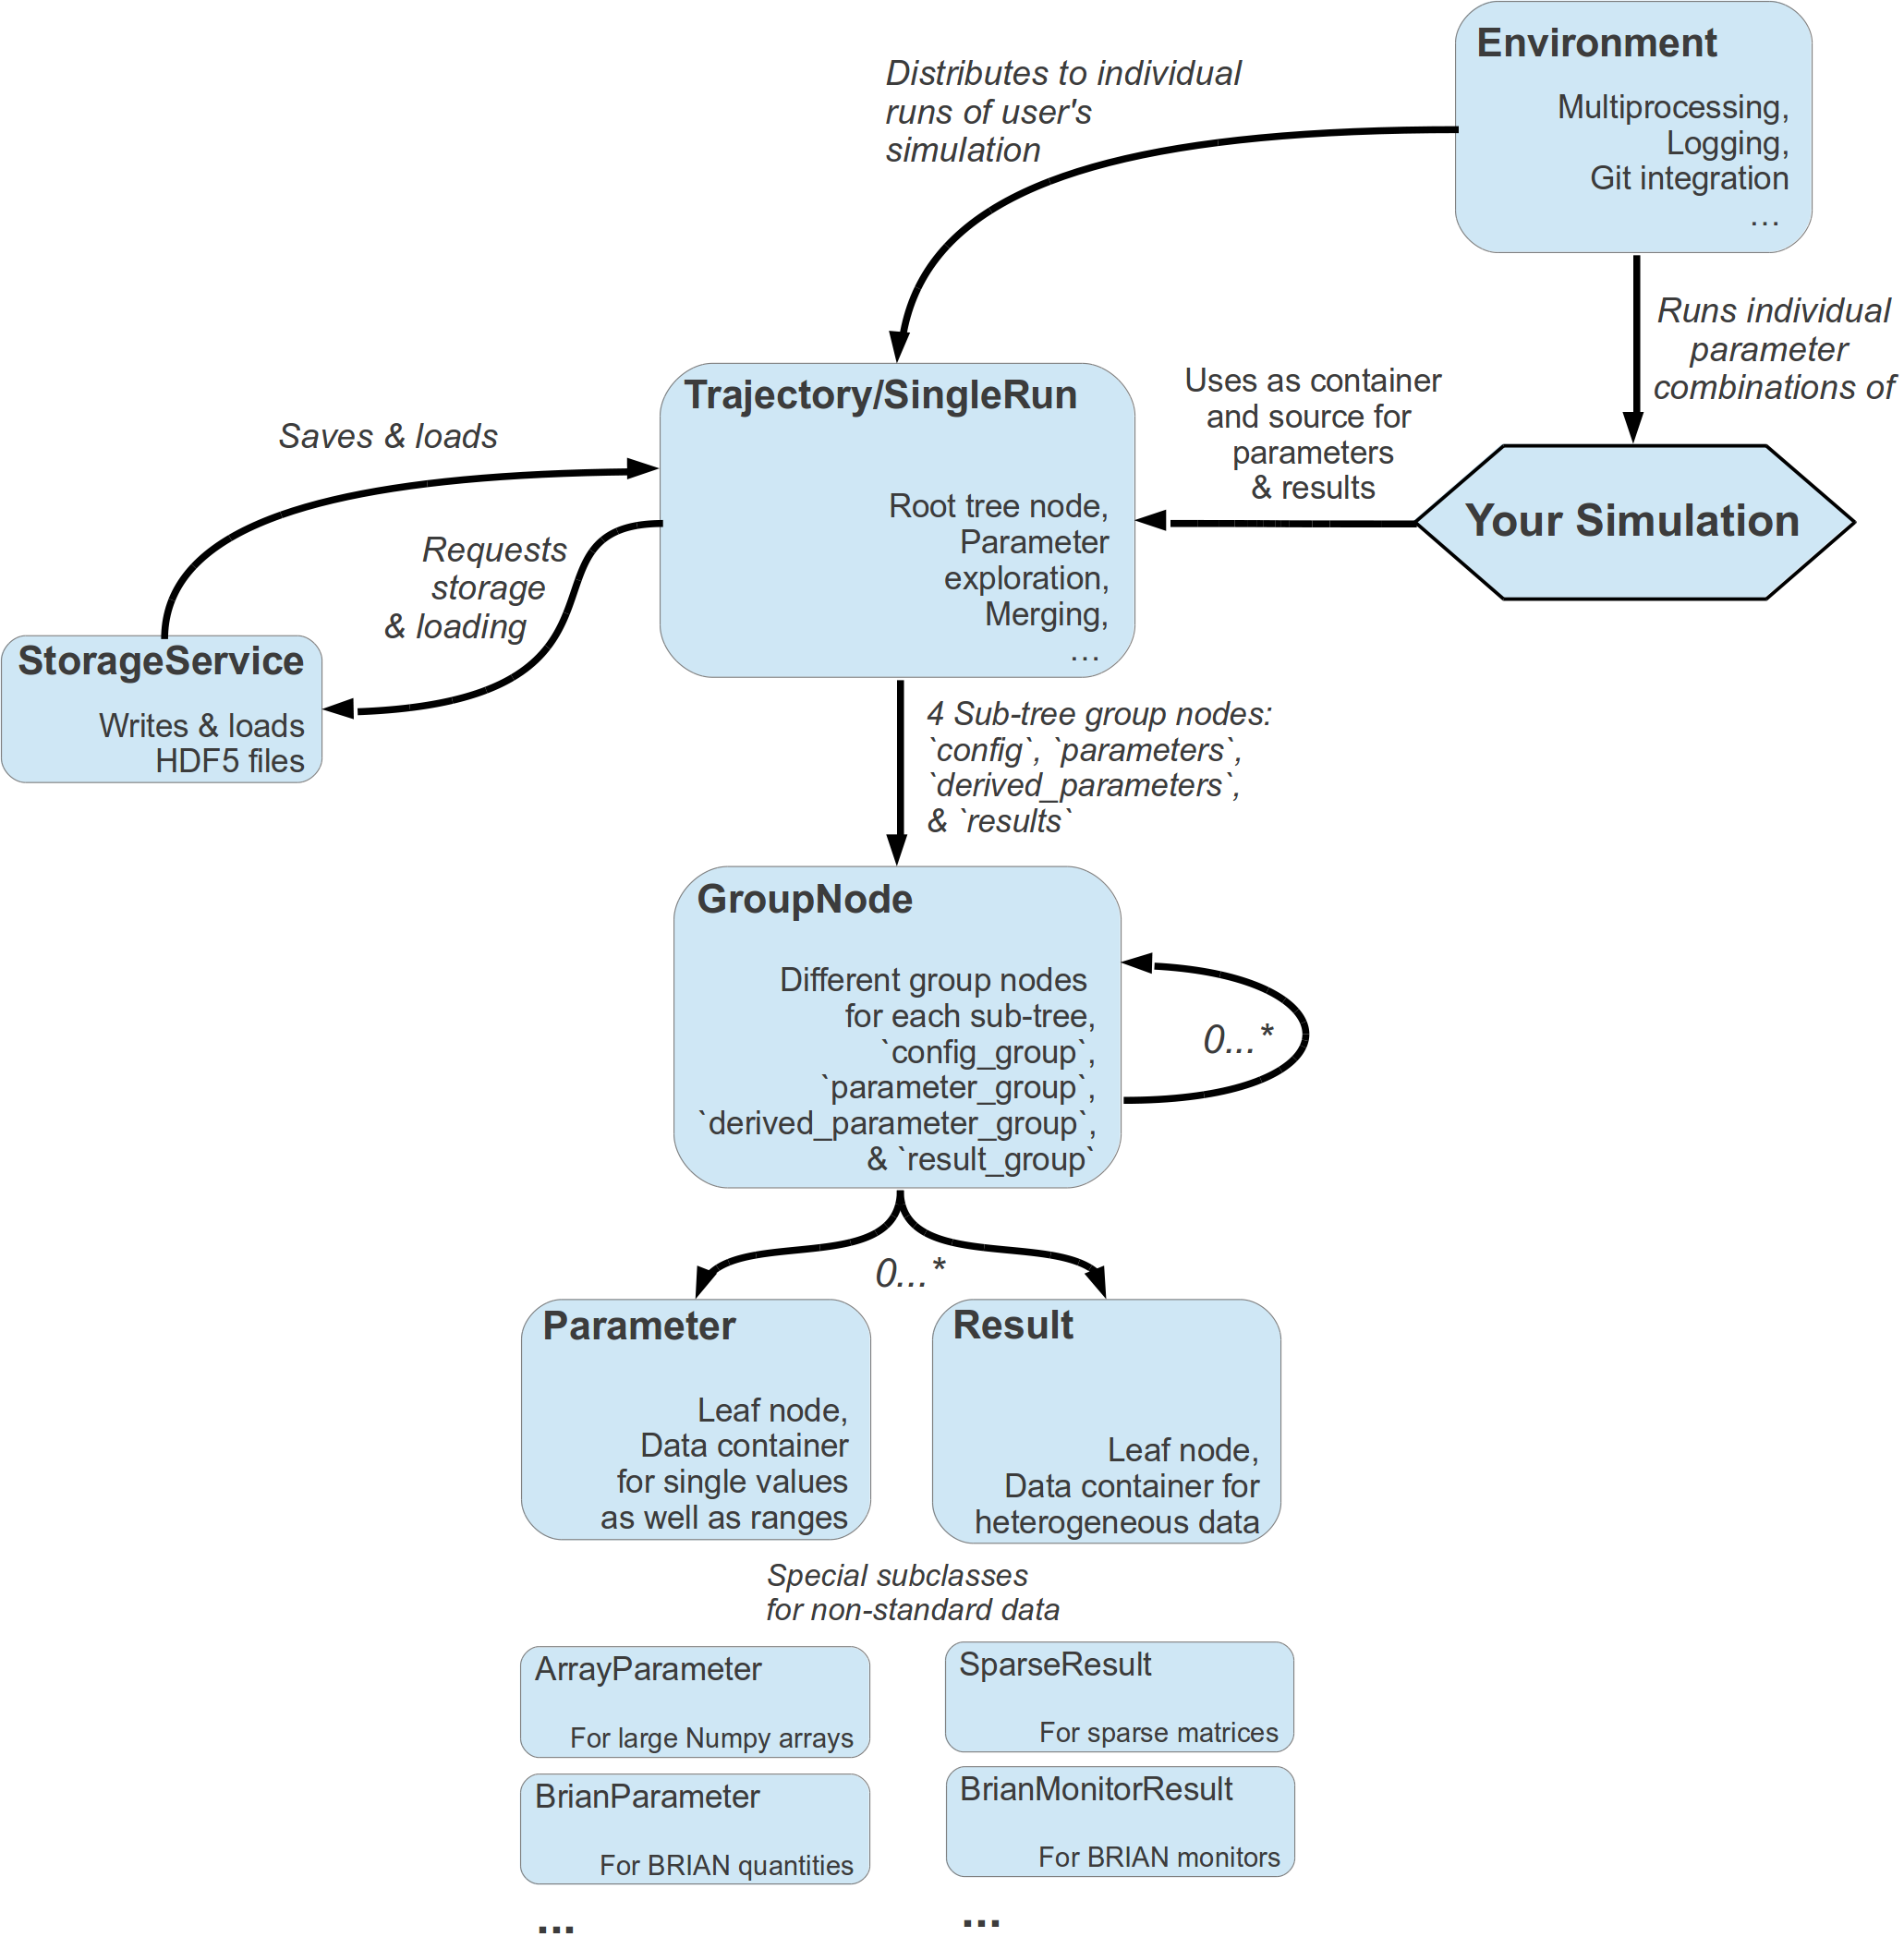 Environment
Multiprocessing,
Logging,
Git integration
...
Distributes to individual
runs of user's
simulation
Runs individual
parameter
combinations of
Trajectory/SingleRun
Root tree node,
Parameter
exploration,
Merging,
...
Uses as container
and source for
parameters
& results
Your Simulation
Saves & loads
Requests
storage
& loading
StorageService
Writes & loads
HDF5 files
4 Sub-tree group nodes:
`config`, `parameters`,
`derived_parameters`,
& `results`
GroupNode
Different group nodes
for each sub-tree,
`config_group`,
`parameter_group`,
`derived_parameter_group`,
& `result_group`
0...*
0...*
Parameter
Leaf node,
Data container
for single values
as well as ranges
Result
Leaf node,
Data container for
heterogeneous data
Special subclasses
for non-standard data
ArrayParameter
For large Numpy arrays
SparseResult
For sparse matrices
BrianParameter
For BRIAN quantities
BrianMonitorResult
For BRIAN monitors
...
...